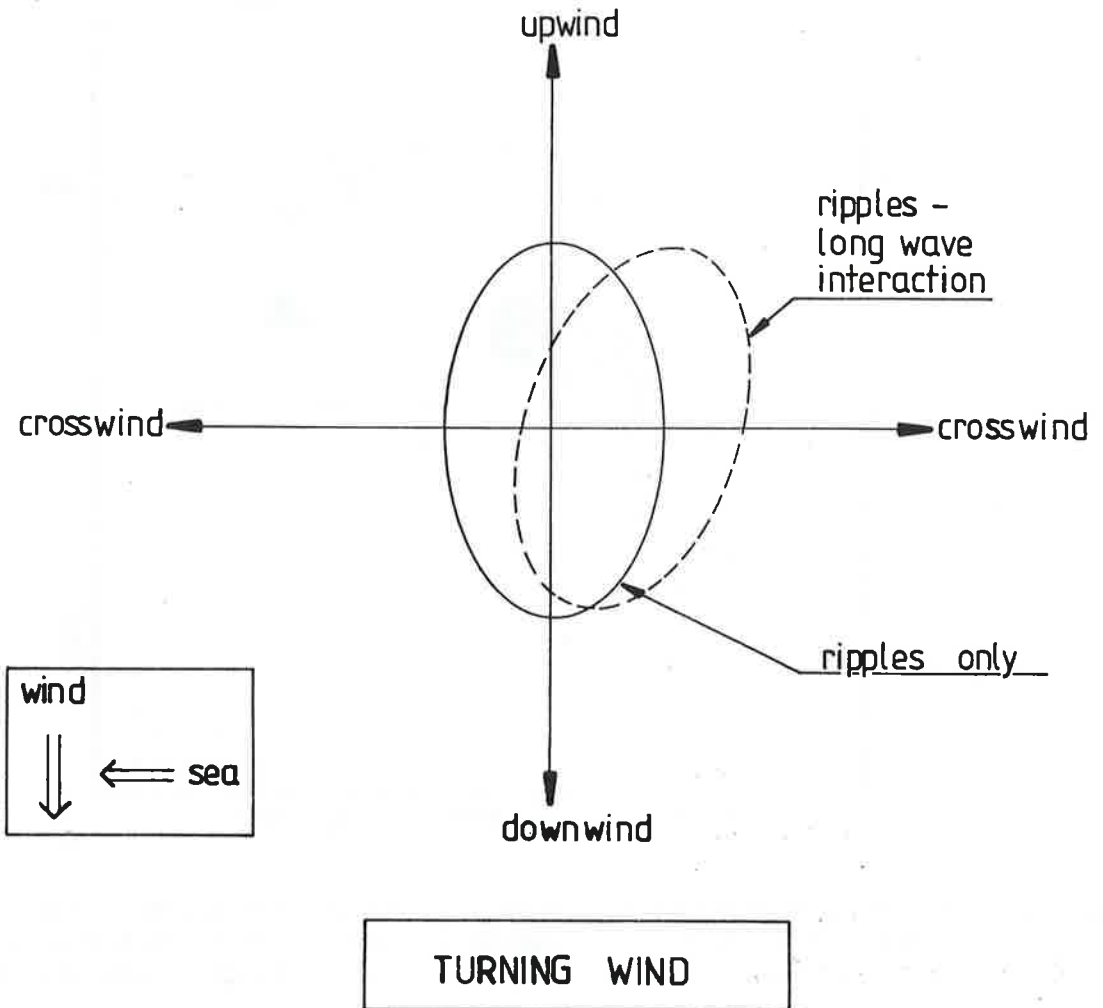 upwind
ripples -
long wave
interaction
crosswind
crosswind
ripples only
wind
sea
downwind
TURNING WIND